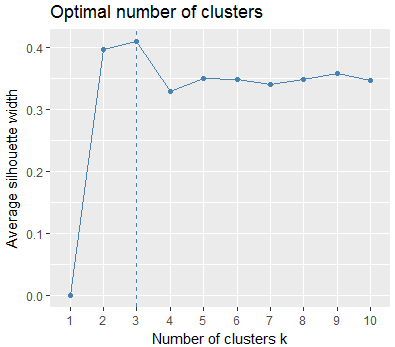 Optimal number of clusters
Average silhouette width
0.4
0.3
0.2
0.1
0.0
1 2 3 4 5 6 7 8 9 10
Number of clusters k